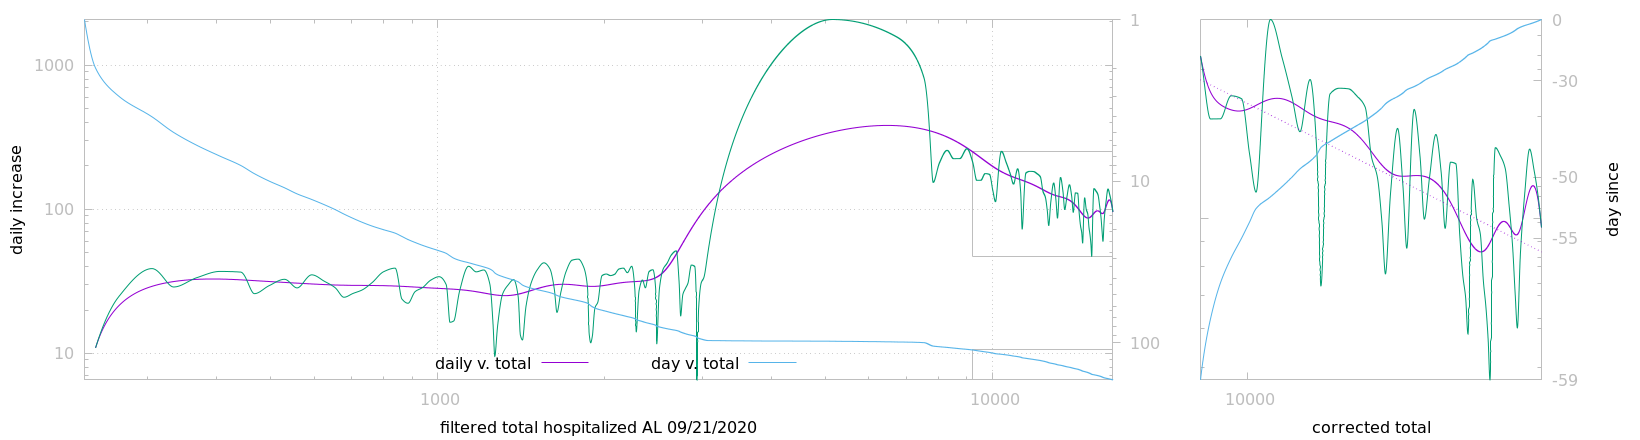 daily increase
1000
100
10
1
10
100
daily v. total
day v. total
1000
10000
filtered total hospitalized AL 09/21/2020
0
-30
-50
-55
-59
day since
10000
corrected total